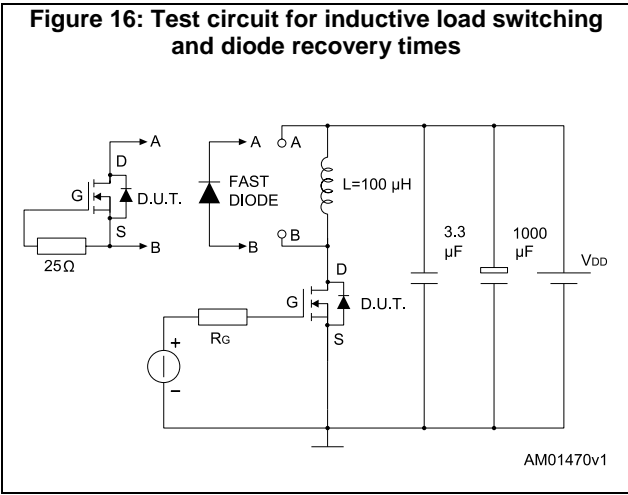 Figure 16: Test circuit for inductive load switching
and diode recovery times
A
D
G
D.U.T.
S
B
25Ω
A
FAST
DIODE
B
A
L=100 µH
B
D
G
D.U.T.
S
RG
+
−
3.3
µF
1000
µF
VDD
AM01470v1